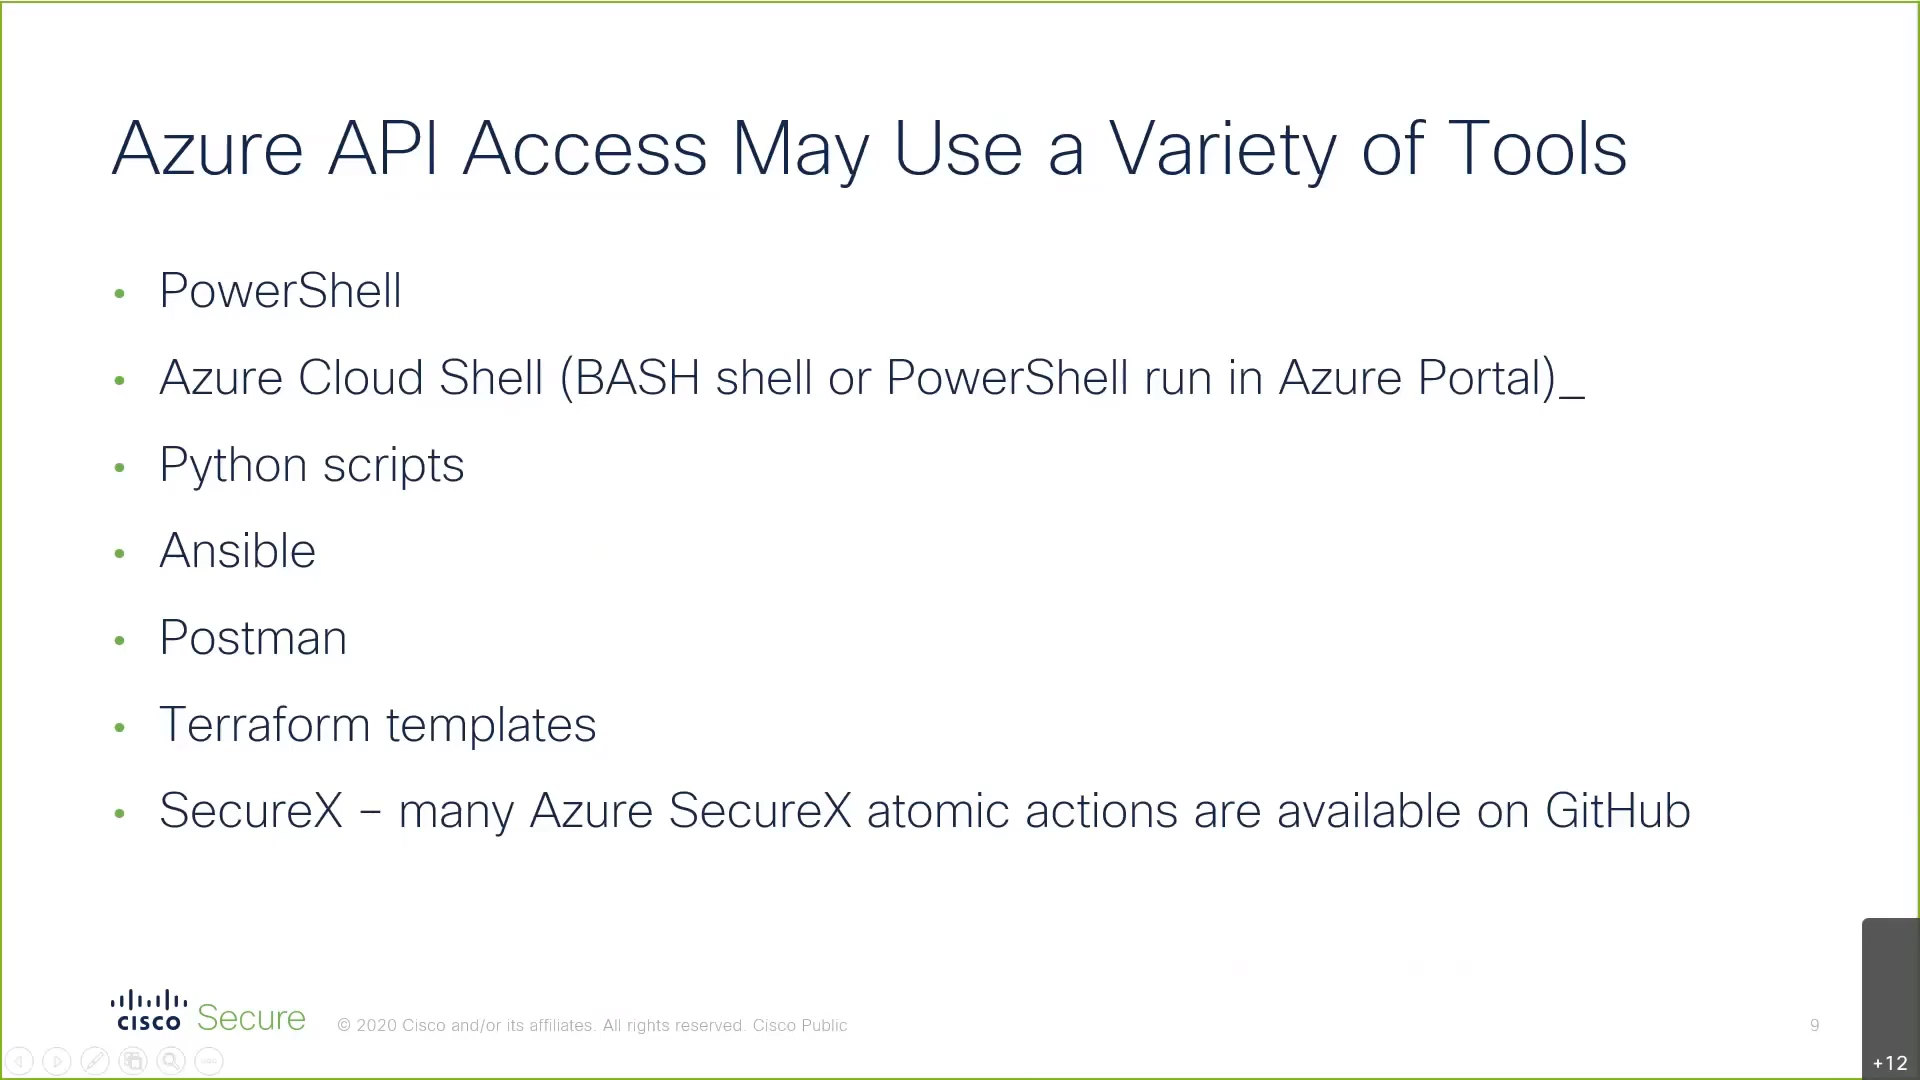 Azure API Access May Use a Variety of Tools
• PowerShell
• Azure Cloud Shell (BASH shell or PowerShell run in Azure Portal)_
• Python scripts
• Ansible
• Postman
• Terraform templates
• SecureX – many Azure SecureX atomic actions are available on GitHub
cisco Secure
© 2020 Cisco and/or its affiliates. All rights reserved. Cisco Public
9
+12